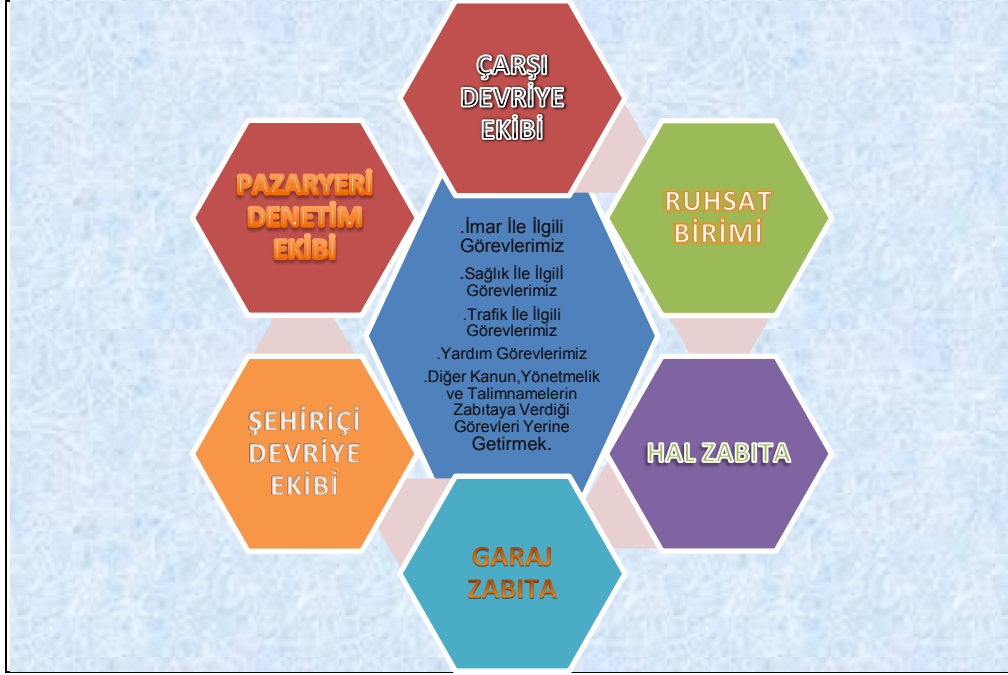 ÇARŞI
DEVRİYE
EKİBİ
PAZARYERİ
DENETİM
EKİBİ
RUHSAT
BİRİMİ
.İmar İle İlgili
Görevlerimiz
.Sağlık İle İlgilİ
Görevlerimiz
.Trafik İle İlgili
Görevlerimiz
.Yardım Görevlerimiz
.Diğer Kanun,Yönetmelik
ve Talimnamelerin
Zabıtaya Verdiği
Görevleri Yerine
Getirmek.
ŞEHİRİÇİ
DEVRİYE
EKİBİ
HAL ZABITA
GARAJ
ZABITA